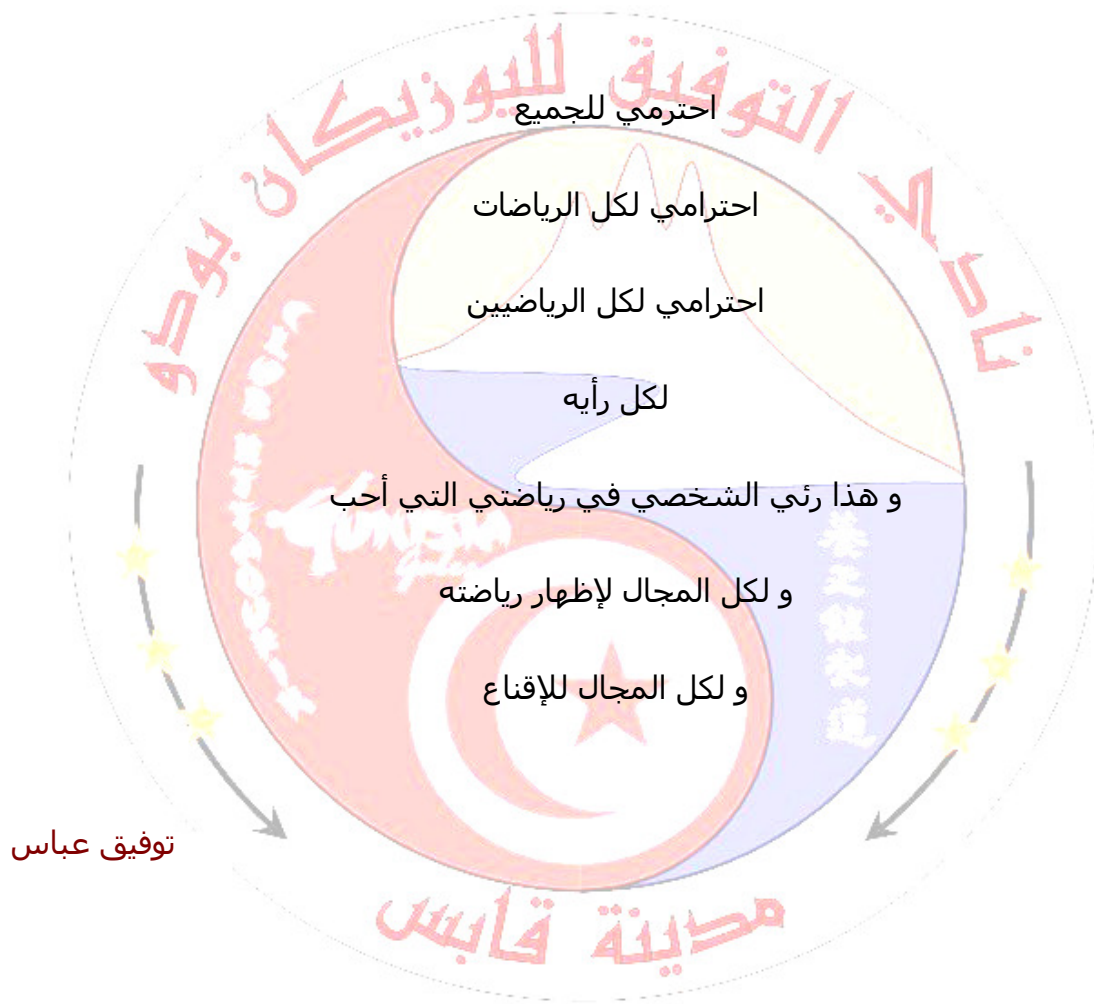 نادي التوفيق لليوزيكان بودو
احترمي للجميع
احترامي لكل الرياضات
احترامي لكل الرياضيين
لكل رأيه
و هذا رئي الشخصي في رياضتي التي أحب
و لكل المجال لإظهار رياضته
و لكل المجال للإقناع
توفيق عباس
مدينة قابس